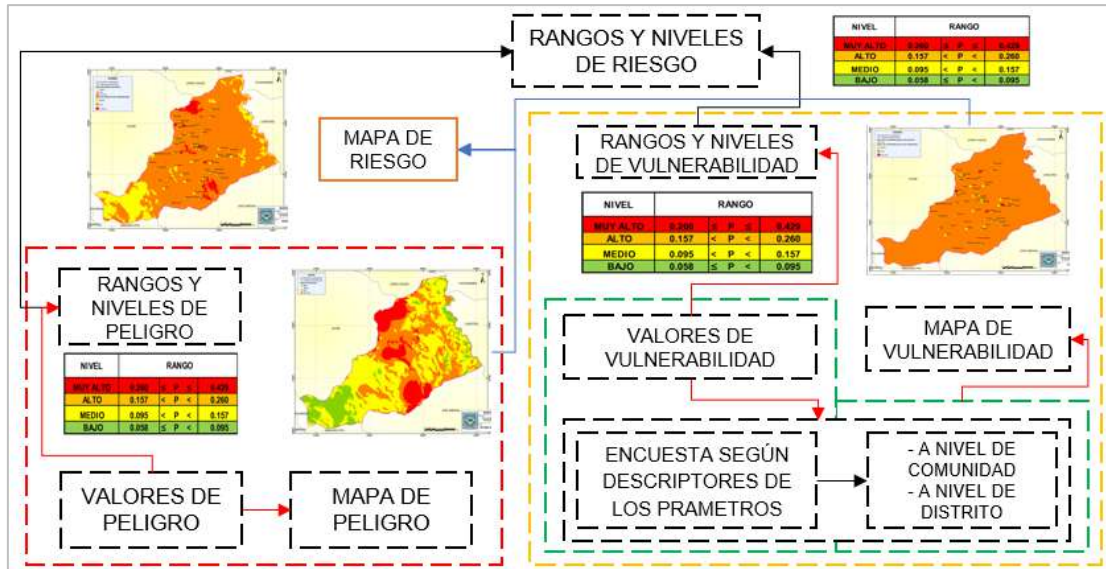 RANGOS Y NIVELES
DE RIESGO
NIVEL RANGO
MUY ALTO 0.260 ≤ P ≤ 0.429
ALTO 0.157 < P < 0.260
MEDIO 0.095 < P < 0.157
BAJO 0.058 ≤ P < 0.095
MAPA DE
RIESGO
RANGOS Y NIVELES
DE VULNERABILIDAD
NIVEL RANGO
MUY ALTO 0.260 ≤ P ≤ 0.429
ALTO 0.157 < P < 0.260
MEDIO 0.095 < P < 0.157
BAJO 0.058 ≤ P < 0.095
RANGOS Y
NIVELES DE
PELIGRO
NIVEL RANGO
MUY ALTO 0.260 ≤ P ≤ 0.429
ALTO 0.157 < P < 0.260
MEDIO 0.095 < P < 0.157
BAJO 0.058 ≤ P < 0.095
VALORES DE
PELIGRO
MAPA DE
PELIGRO
VALORES DE
VULNERABILIDAD
MAPA DE
VULNERABILIDAD
ENCUESTA SEGÚN
DESCRIPTORES DE
LOS PRAMETROS
- A NIVEL DE
COMUNIDAD
- A NIVEL DE
DISTRITO